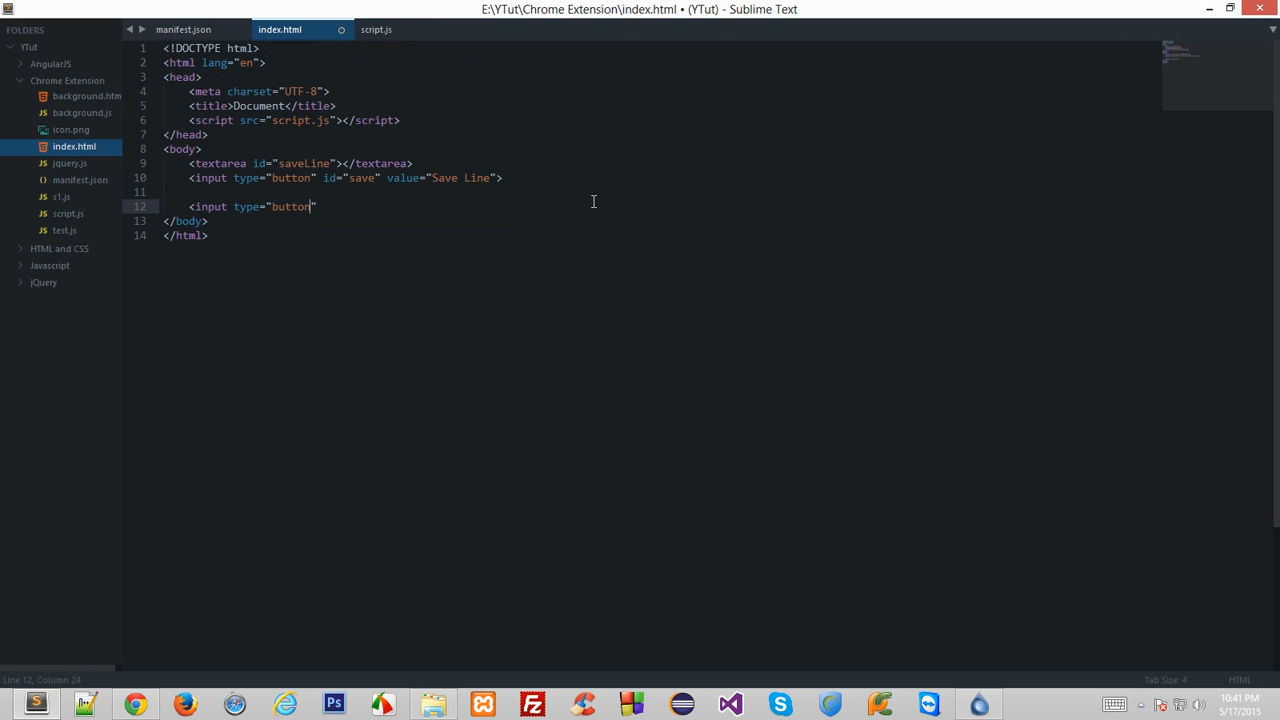 E:\YTut\Chrome Extension\index.html • (YTut) - Sublime Text
FOLDERS
YTut
AngularJS
Chrome Extension
background.htm
background.js
icon.png
index.html
jquery.js
manifest.json
s1.js
script.js
test.js
HTML and CSS
Javascript
jQuery
manifest.json
index.html
script.js
1 <!DOCTYPE html>
2 <html lang="en">
3 <head>
4 <meta charset="UTF-8">
5 <title>Document</title>
6 <script src="script.js"></script>
7 </head>
8 <body>
9 <textarea id="saveLine"></textarea>
10 <input type="button" id="save" value="Save Line">
11
12 <input type="button"
13 </body>
14 </html>
Line 12, Column 24
Tab Size: 4
HTML
S
Ps
Fz
S
10:41 PM
5/17/2015